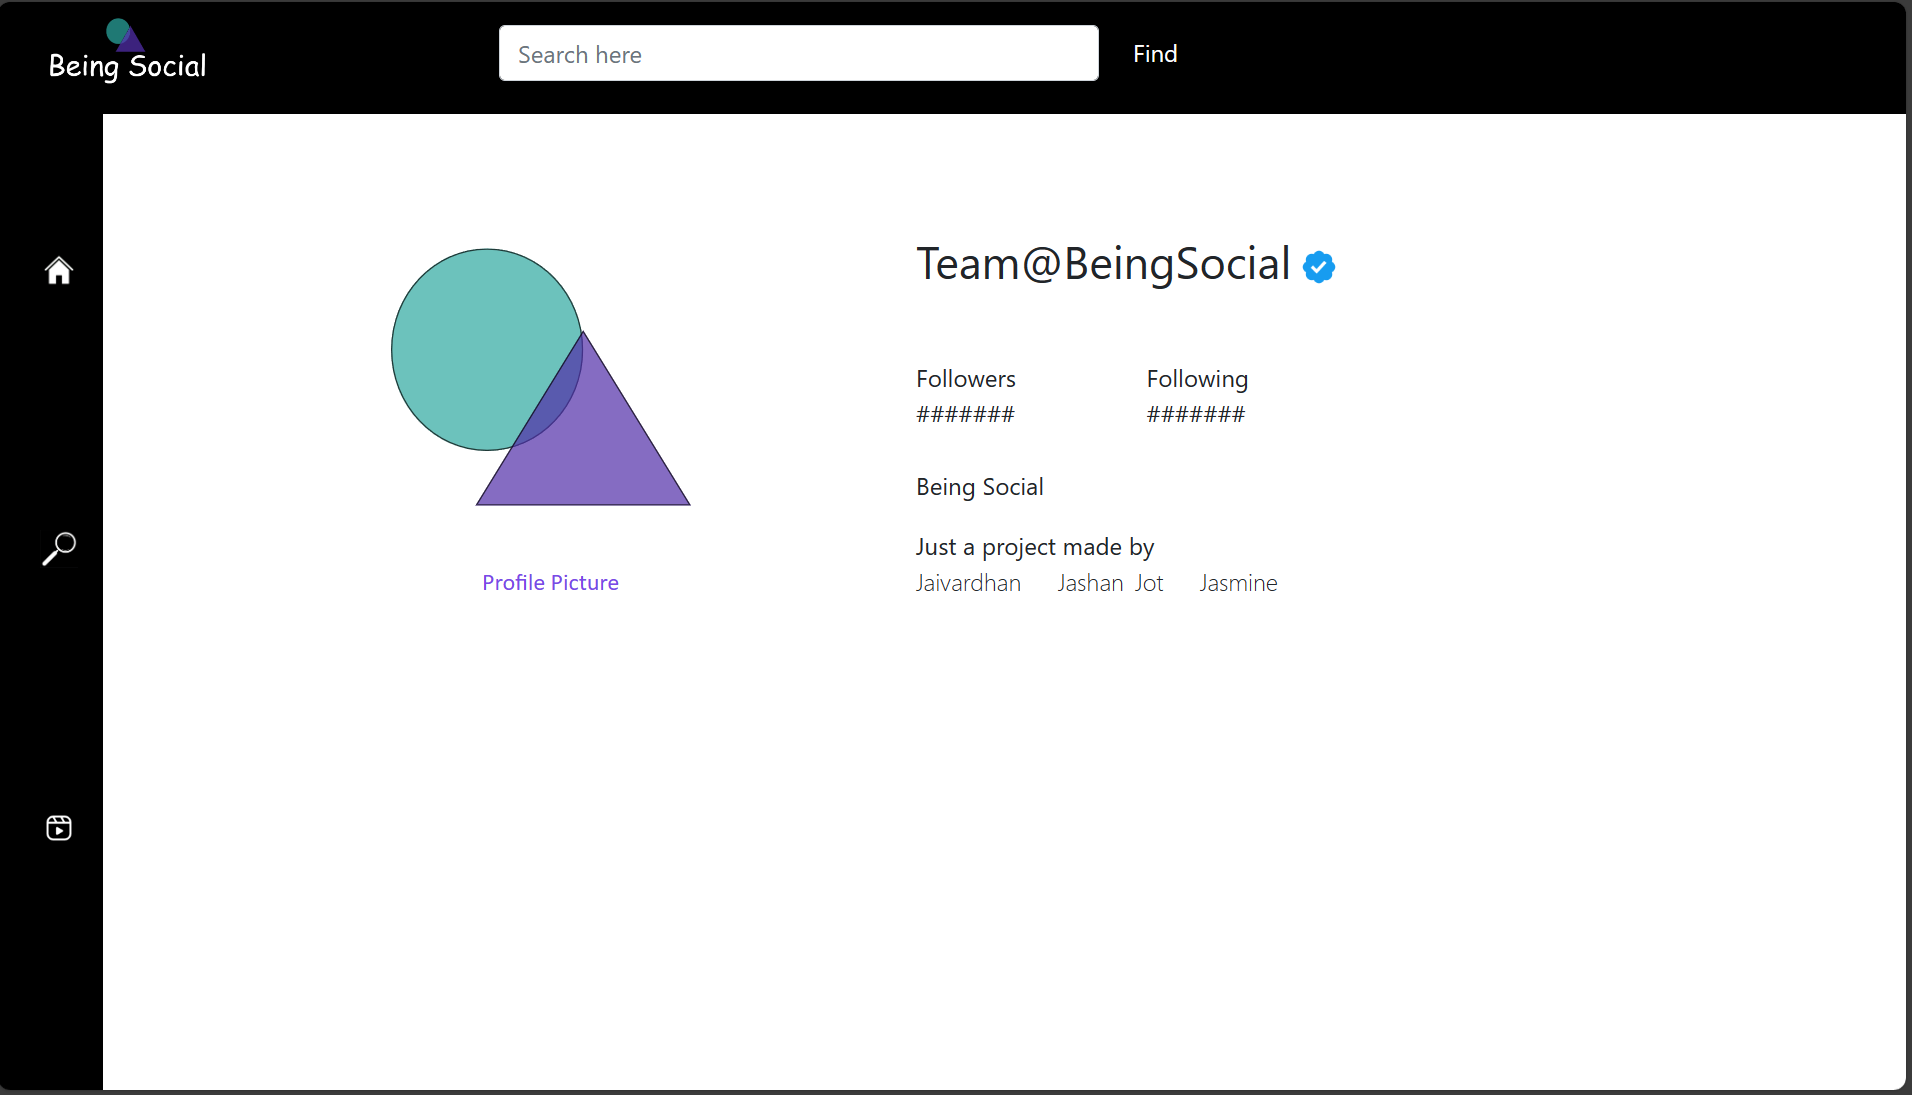 Being Social
Search here
Find
Team@BeingSocial
Followers Following
####### #######
Being Social
Just a project made by
Jaivardhan Jashan Jot Jasmine
Profile Picture